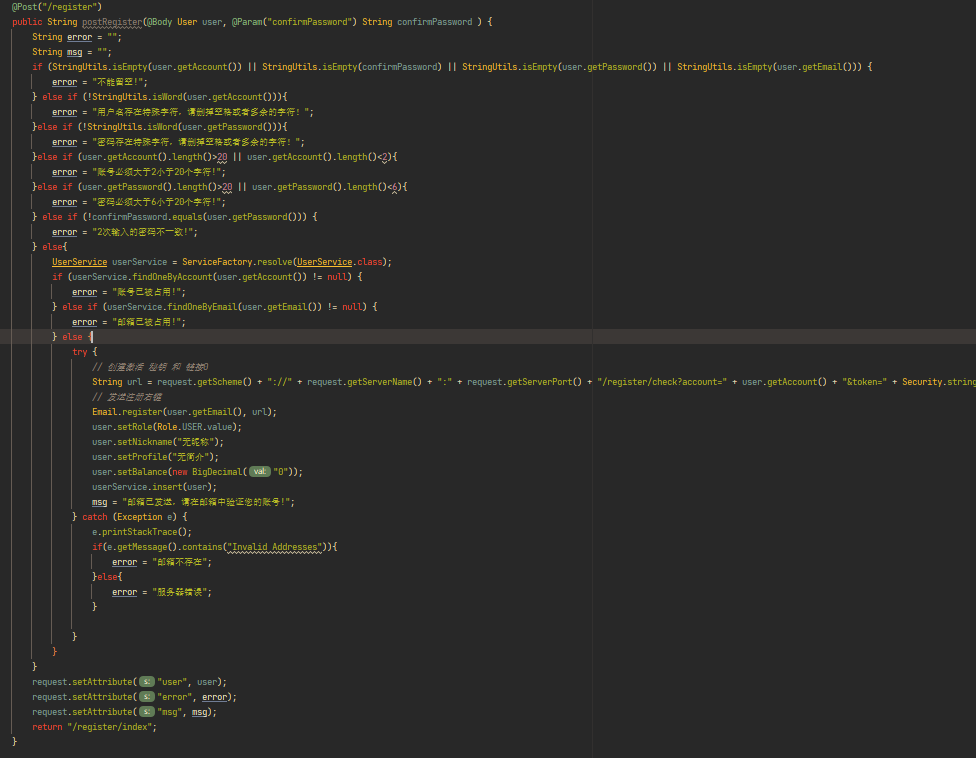 @Post("/register")
public String postRegister(@Body User user, @Param("confirmPassword") String confirmPassword ) {
String error = "";
String msg = "";
if (StringUtils.isEmpty(user.getAccount()) || StringUtils.isEmpty(confirmPassword) || StringUtils.isEmpty(user.getPassword()) || StringUtils.isEmpty(user.getEmail())) {
error = "不能留空!";
} else if (!StringUtils.isWord(user.getAccount())){
error = "用户名存在特殊字符，请删掉空格或者多余的字符！";
}else if (!StringUtils.isWord(user.getPassword())){
error = "密码存在特殊字符，请删掉空格或者多余的字符！";
}else if (user.getAccount().length()>20 || user.getAccount().length()<2){
error = "账号必须大于2小于20个字符!";
}else if (user.getPassword().length()>20 || user.getPassword().length()<6){
error = "密码必须大于6小于20个字符!";
} else if (!confirmPassword.equals(user.getPassword())) {
error = "2次输入的密码不一致!";
} else{
UserService userService = ServiceFactory.resolve(UserService.class);
if (userService.findOneByAccount(user.getAccount()) != null) {
error = "账号已被占用!";
} else if (userService.findOneByEmail(user.getEmail()) != null) {
error = "邮箱已被占用!";
} else {
try {
// 创建激活 秘钥 和 链接0
String url = request.getScheme() + "://" + request.getServerName() + ":" + request.getServerPort() + "/register/check?account=" + user.getAccount() + "&token=" + Security.string
// 发送注册右键
Email.register(user.getEmail(), url);
user.setRole(Role.USER.value);
user.setNickname("无昵称");
user.setProfile("无简介");
user.setBalance(new BigDecimal( val: "0"));
userService.insert(user);
msg = "邮箱已发送，请在邮箱中验证您的账号!";
} catch (Exception e) {
e.printStackTrace();
if(e.getMessage().contains("Invalid Addresses")){
error = "邮箱不存在";
}else{
error = "服务器错误";
}
}
}
}
request.setAttribute( s: "user", user);
request.setAttribute( s: "error", error);
request.setAttribute( s: "msg", msg);
return "/register/index";
}